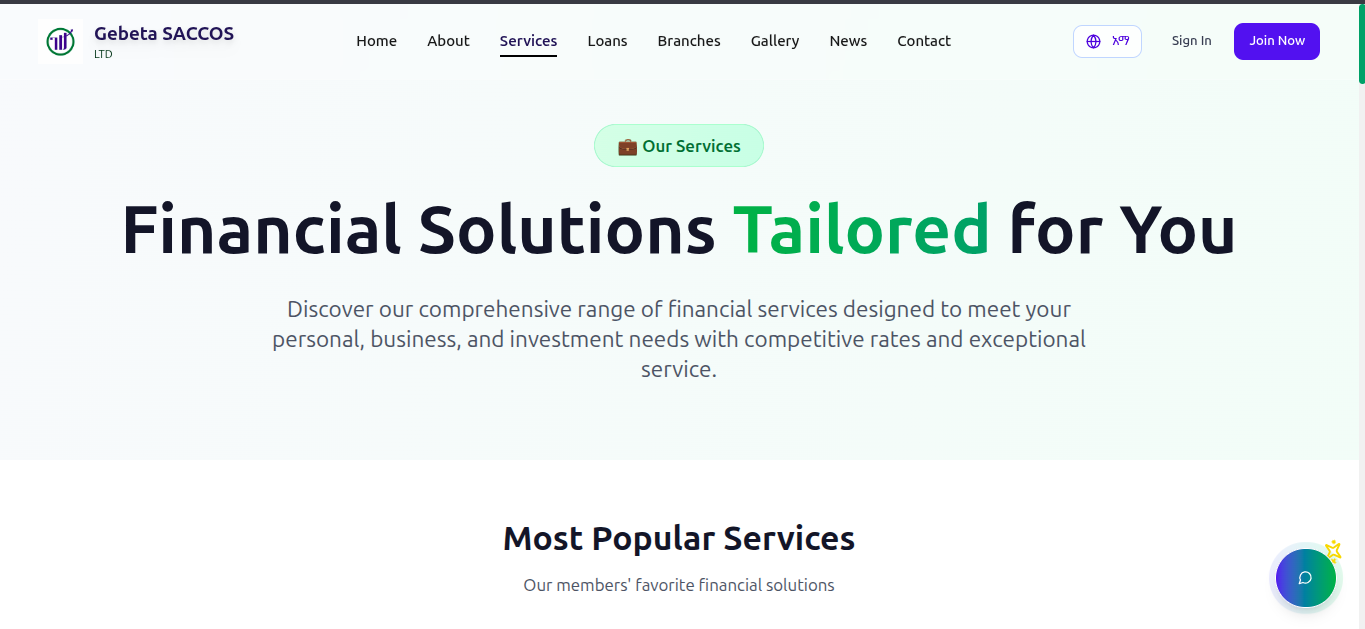 Gebeta SACCOS
LTD
Home
About
Services
Loans
Branches
Gallery
News
Contact
አማ
Sign In
Join Now
💼 Our Services
Financial Solutions Tailored for You
Discover our comprehensive range of financial services designed to meet your
personal, business, and investment needs with competitive rates and exceptional
service.
Most Popular Services
Our members' favorite financial solutions